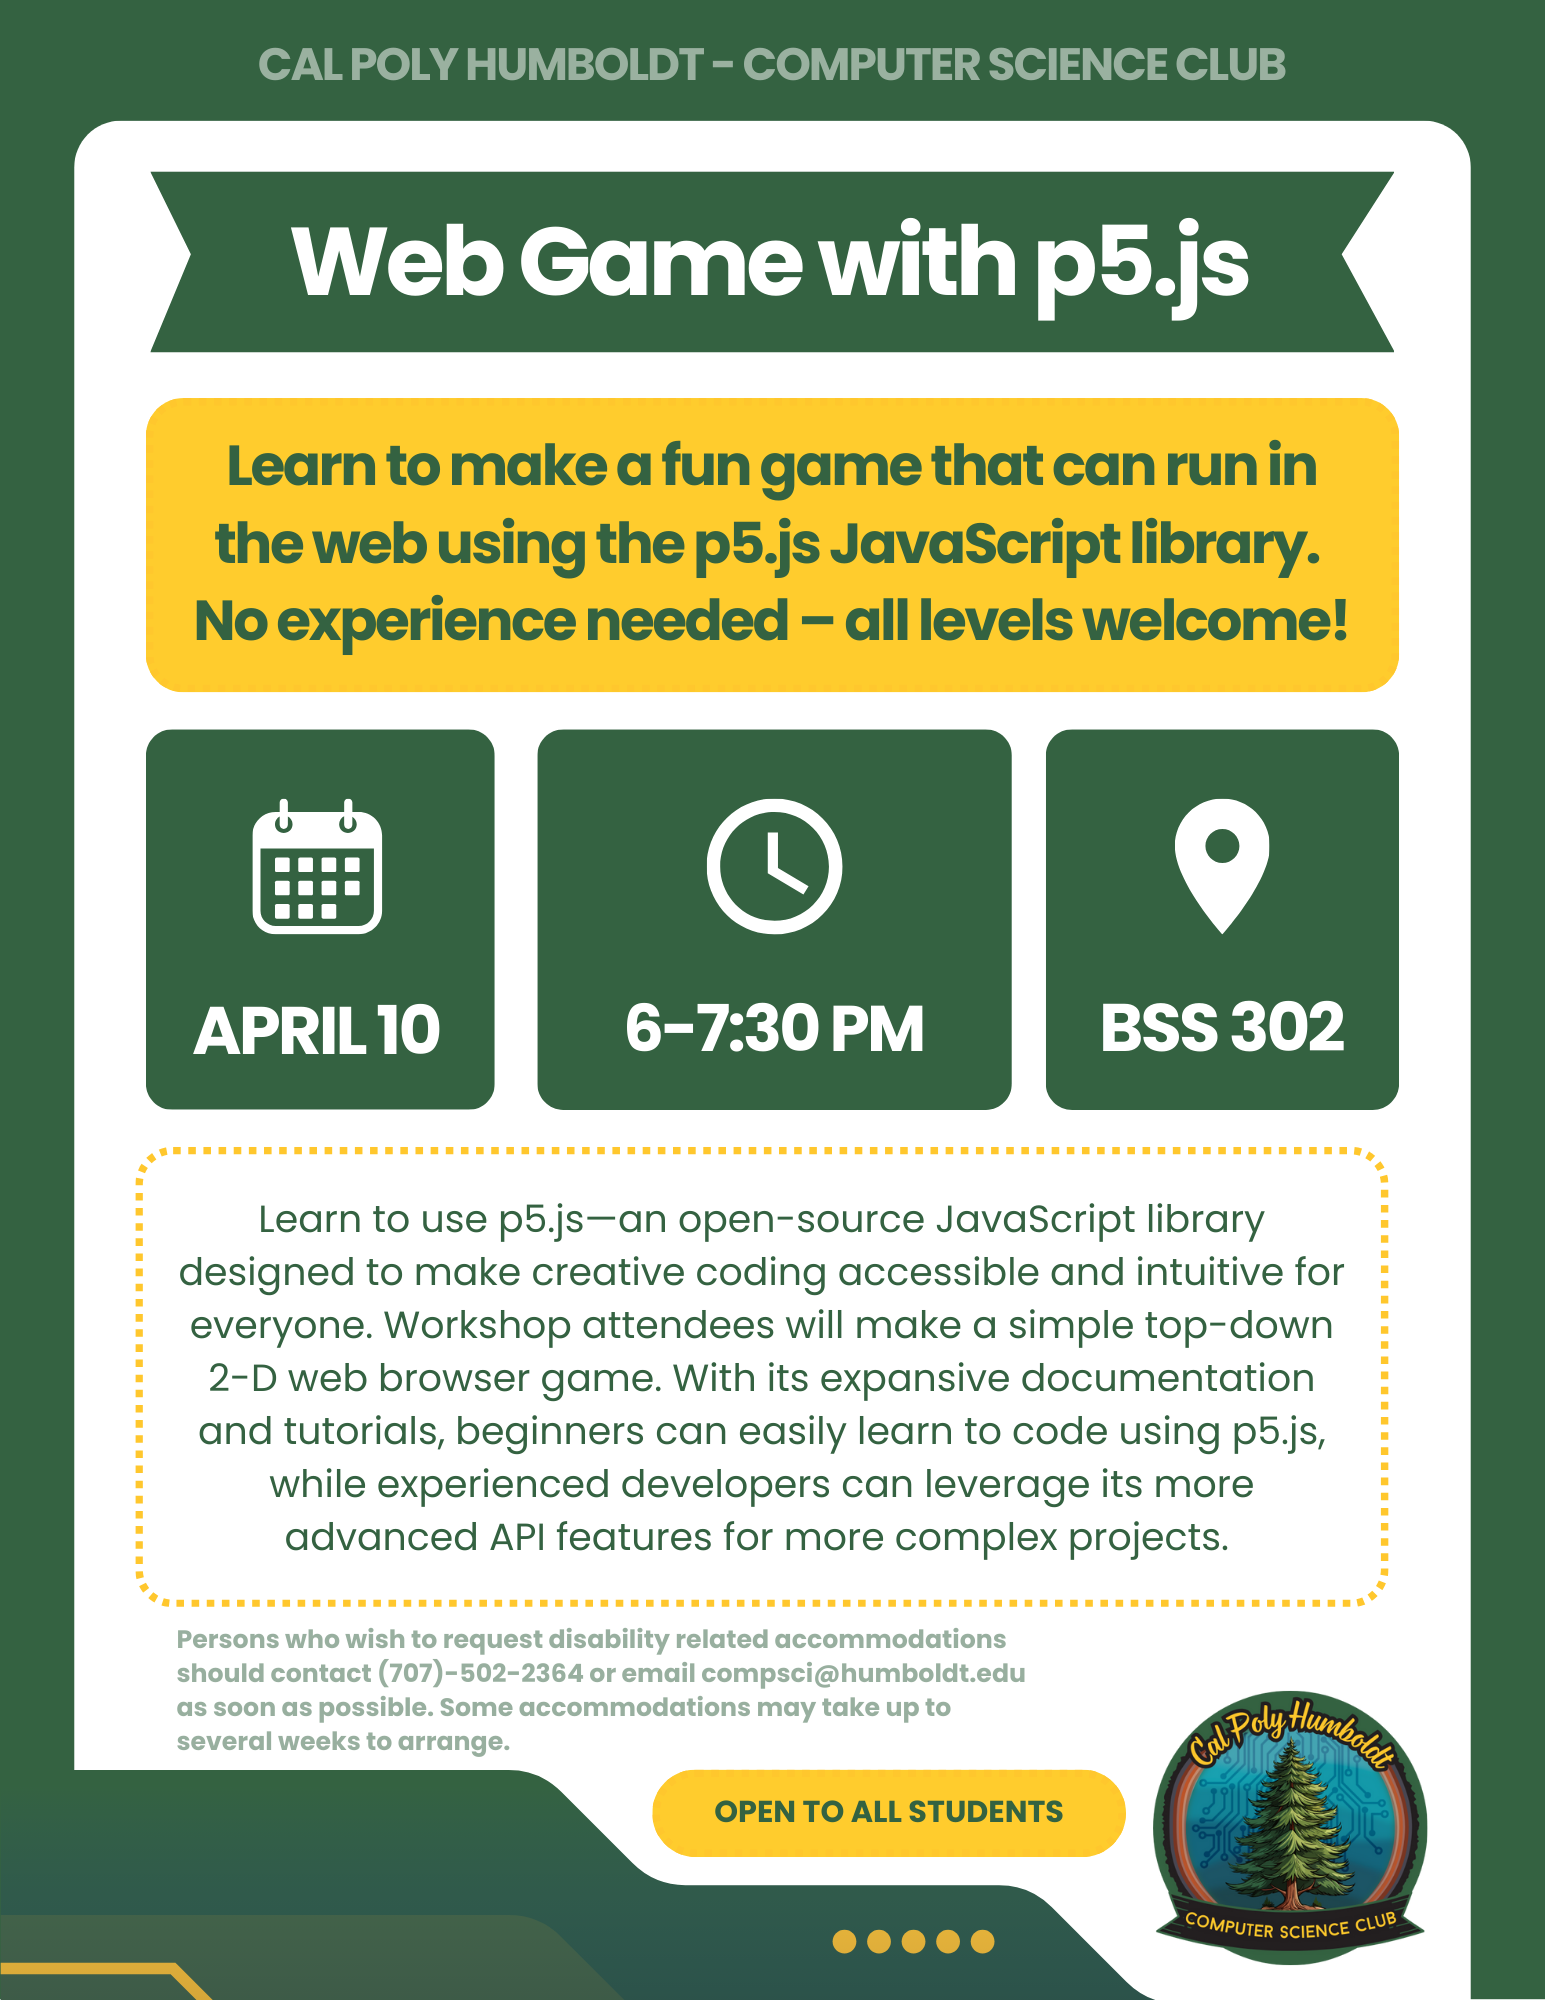 CAL POLY HUMBOLDT - COMPUTER SCIENCE CLUB
Web Game with p5.js
Learn to make a fun game that can run in
the web using the p5.js JavaScript library.
No experience needed – all levels welcome!
APRIL 10
6-7:30 PM
BSS 302
Learn to use p5.js—an open-source JavaScript library
designed to make creative coding accessible and intuitive for
everyone. Workshop attendees will make a simple top-down
2-D web browser game. With its expansive documentation
and tutorials, beginners can easily learn to code using p5.js,
while experienced developers can leverage its more
advanced API features for more complex projects.
Persons who wish to request disability related accommodations
should contact (707)-502-2364 or email compsci@humboldt.edu
as soon as possible. Some accommodations may take up to
several weeks to arrange.
OPEN TO ALL STUDENTS
Cal Poly Humboldt
COMPUTER SCIENCE CLUB